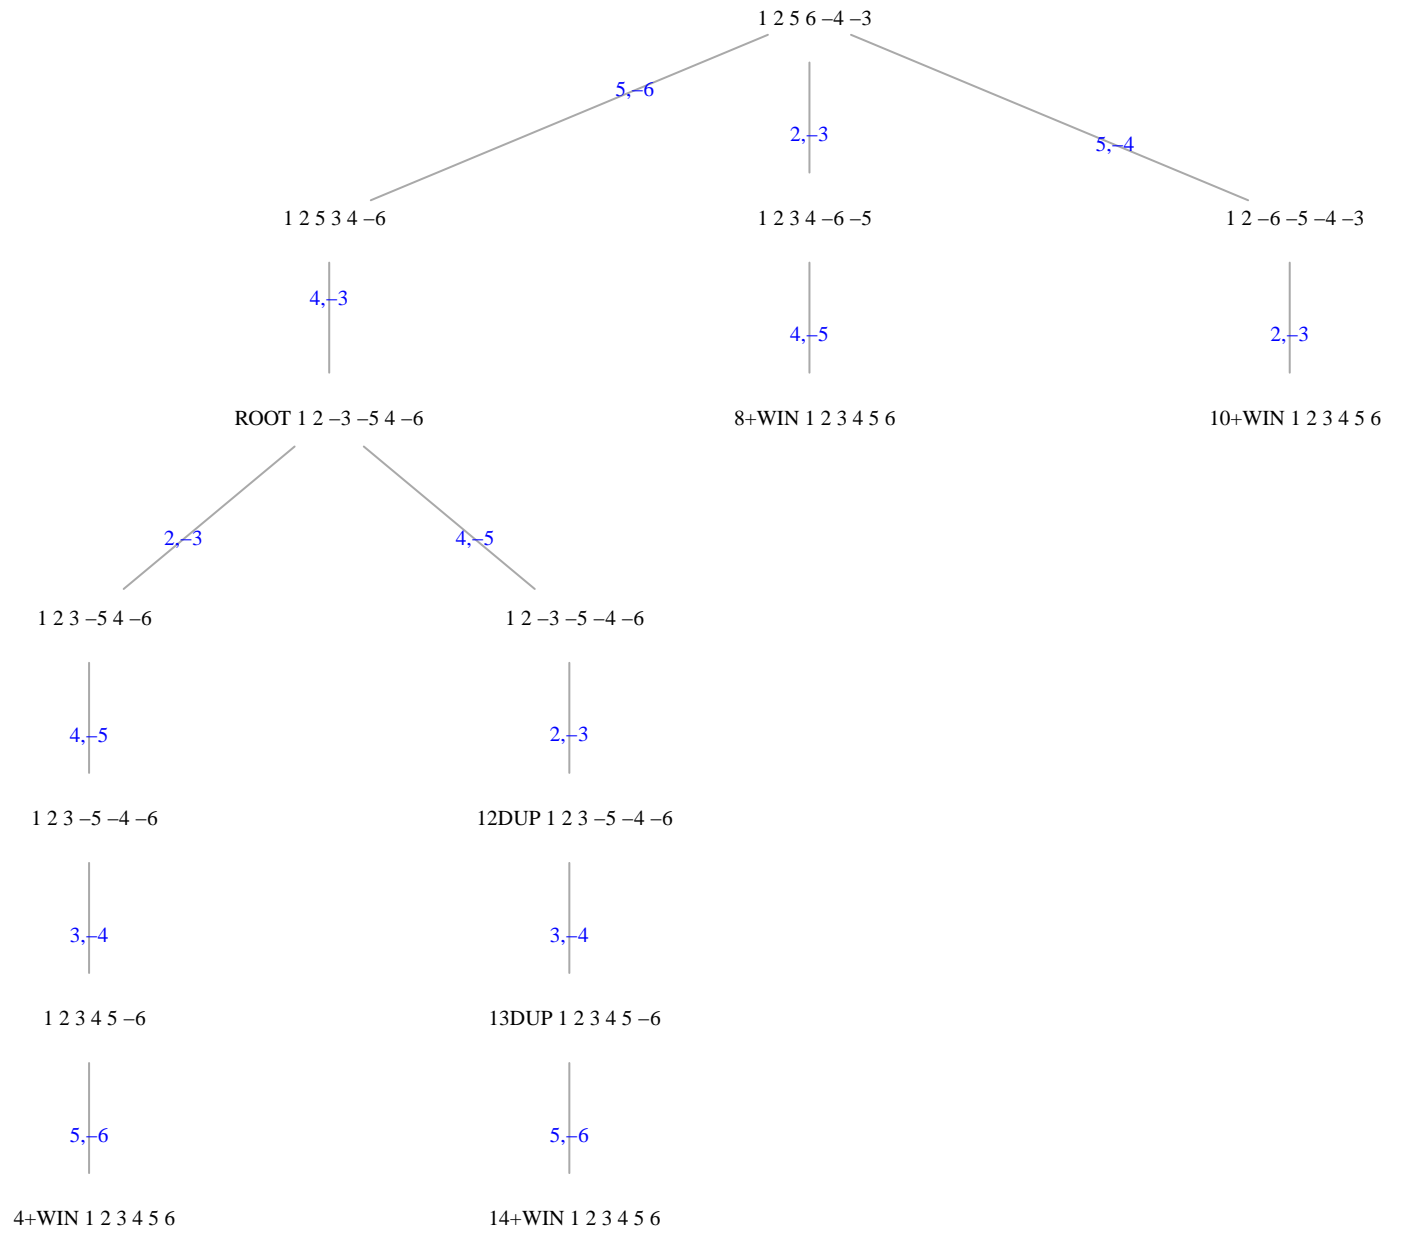 1 2 5 6 –4 –3
5,–6
2,–3
5,–4
1 2 5 3 4 –6
1 2 3 4 –6 –5
1 2 –6 –5 –4 –3
4,–3
4,–5
2,–3
ROOT 1 2 –3 –5 4 –6
8+WIN 1 2 3 4 5 6
10+WIN 1 2 3 4 5 6
2,–3
4,–5
1 2 3 –5 4 –6
1 2 –3 –5 –4 –6
4,–5
2,–3
1 2 3 –5 –4 –6
12DUP 1 2 3 –5 –4 –6
3,–4
3,–4
1 2 3 4 5 –6
13DUP 1 2 3 4 5 –6
5,–6
5,–6
4+WIN 1 2 3 4 5 6
14+WIN 1 2 3 4 5 6